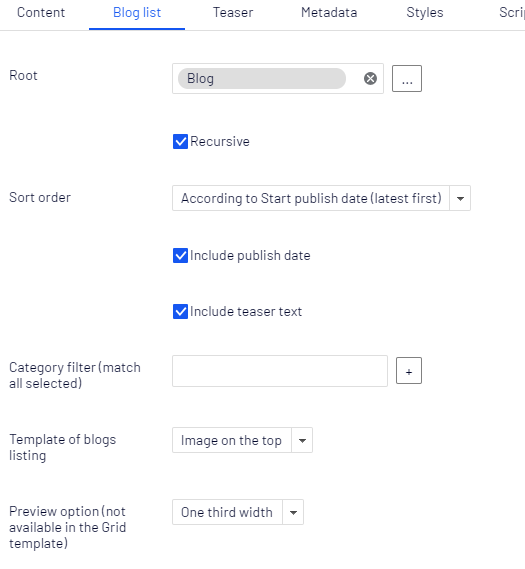 Content Blog list Teaser Metadata Styles Scri
Root Blog ...
Recursive
Sort order According to Start publish date (latest first)
Include publish date
Include teaser text
Category filter (match
all selected)
+
Template of blogs
listing
Image on the top
Preview option (not
available in the Grid
template)
One third width